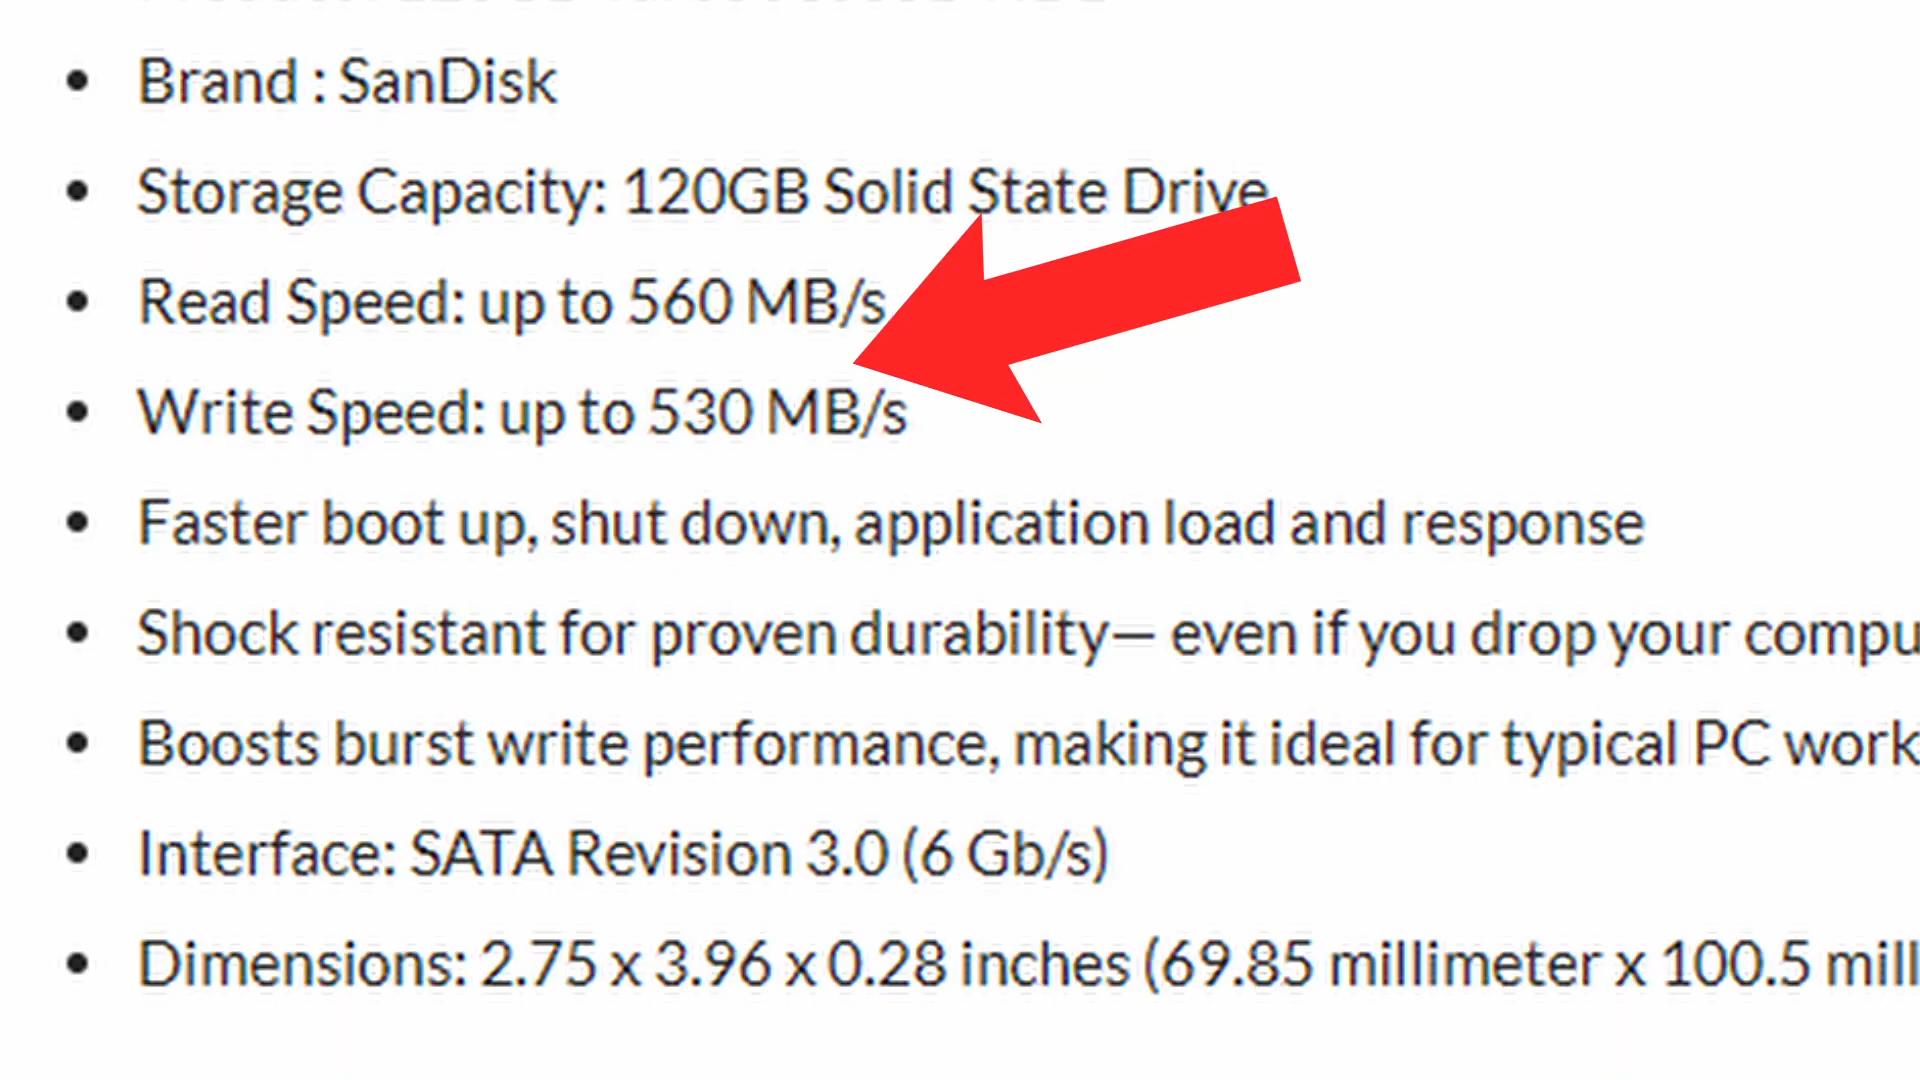 Brand : SanDisk
Storage Capacity: 120GB Solid State Drive
Read Speed: up to 560 MB/s
Write Speed: up to 530 MB/s
Faster boot up, shut down, application load and response
Shock resistant for proven durability— even if you drop your compu
Boosts burst write performance, making it ideal for typical PC work
Interface: SATA Revision 3.0 (6 Gb/s)
Dimensions: 2.75 x 3.96 x 0.28 inches (69.85 millimeter x 100.5 mill